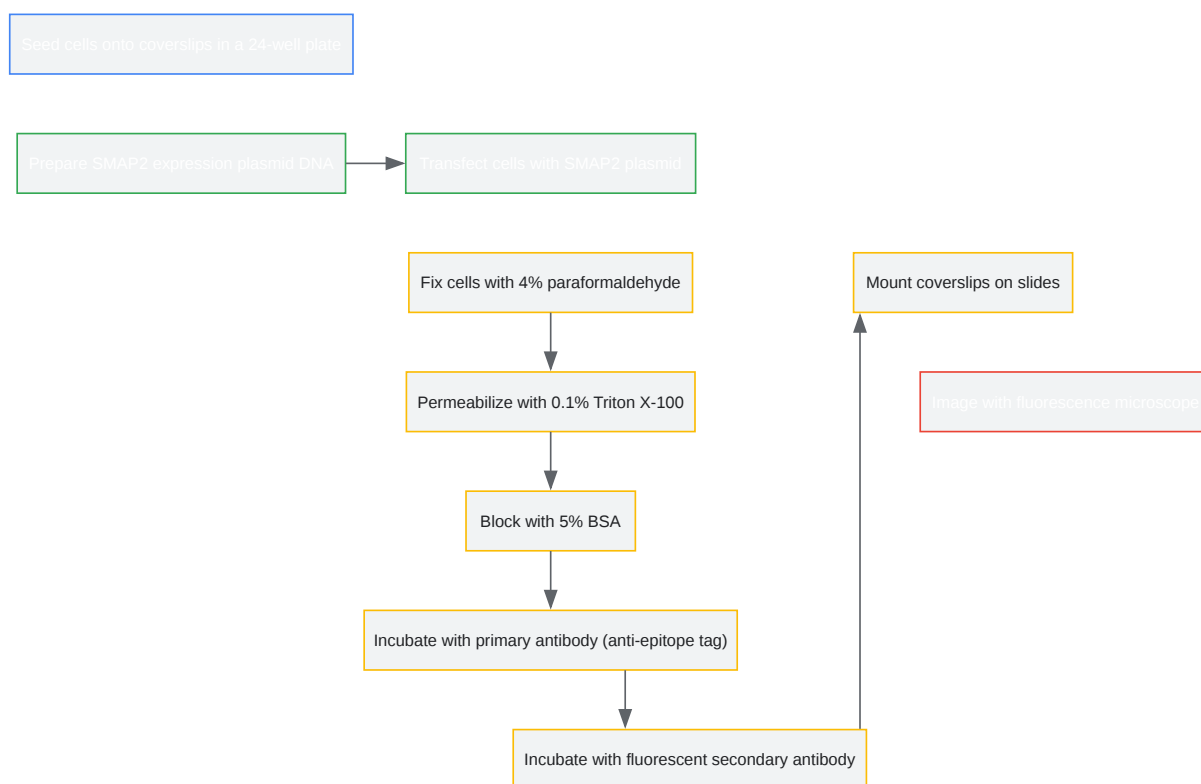 Seed cells onto coverslips in a 24-well plate
Prepare SMAP2 expression plasmid DNA
Transfect cells with SMAP2 plasmid
Fix cells with 4% paraformaldehyde
Mount coverslips on slides
Permeabilize with 0.1% Triton X-100
Image with fluorescence microscope
Block with 5% BSA
Incubate with primary antibody (anti-epitope tag)
Incubate with fluorescent secondary antibody